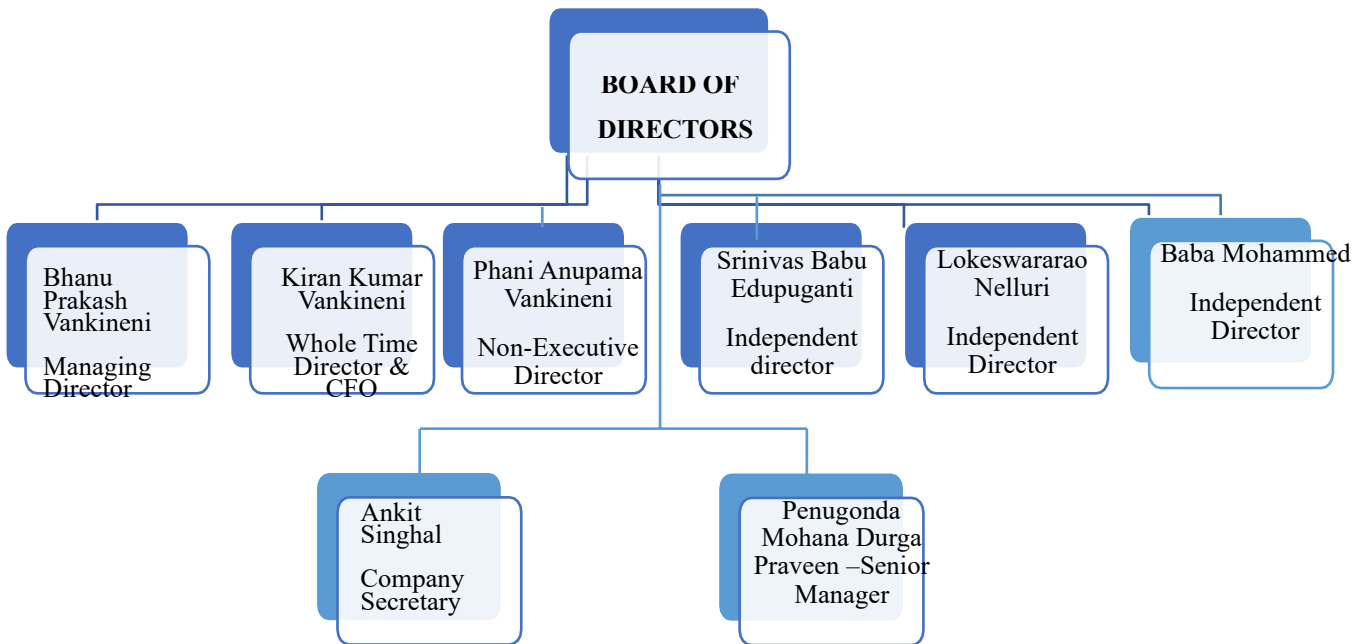 BOARD OF
DIRECTORS
Bhanu
Prakash
Vankineni
Managing
Director
Kiran Kumar
Vankineni
Whole Time
Director &
CFO
Phani Anupama
Vankineni
Non-Executive
Director
Srinivas Babu
Edupuganti
Independent
director
Lokeswararao
Nelluri
Independent
Director
Baba Mohammed
Independent
Director
Ankit
Singhal
Company
Secretary
Penugonda
Mohana Durga
Praveen –Senior
Manager